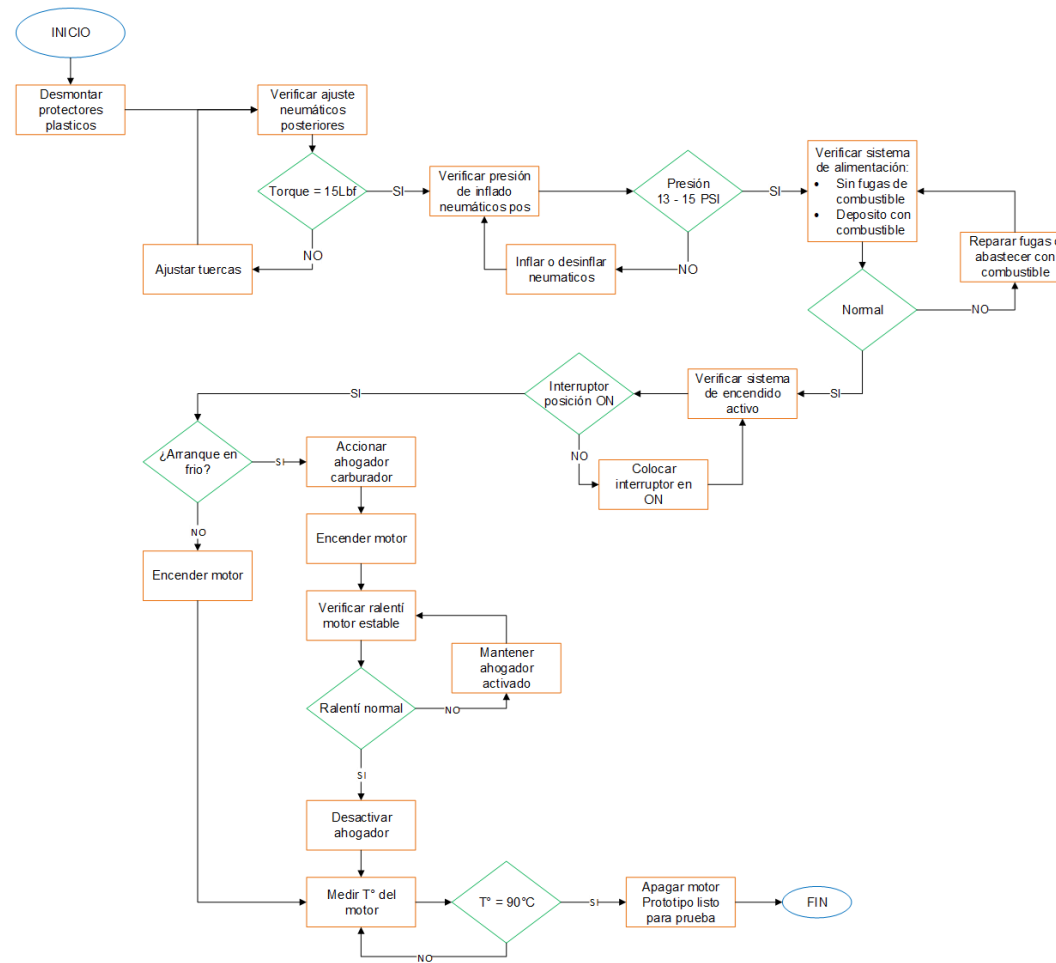 INICIO
Desmontar
protectores
plasticos
Verificar ajuste
neumáticos
posteriores
Torque = 15Lbf
SI
NO
Ajustar tuercas
Verificar presión
de inflado
neumáticos pos
Presión
13 - 15 PSI
SI
NO
Inflar o desinflar
neumaticos
Verificar sistema
de alimentación:
• Sin fugas de
combustible
• Deposito con
combustible
Reparar fugas
abastecer con
combustible
Normal
NO
SI
Verificar sistema
de encendido
activo
Interruptor
posición ON
SI
NO
Colocar
interruptor en
ON
¿Arranque en
frio?
SI
NO
Accionar
ahogador
carburador
Encender motor
Encender motor
Verificar ralentí
motor estable
Mantener
ahogador
activado
Ralentí normal
NO
SI
Desactivar
ahogador
Medir T° del
motor
T° = 90°C
SI
NO
Apagar motor
Prototipo listo
para prueba
FIN